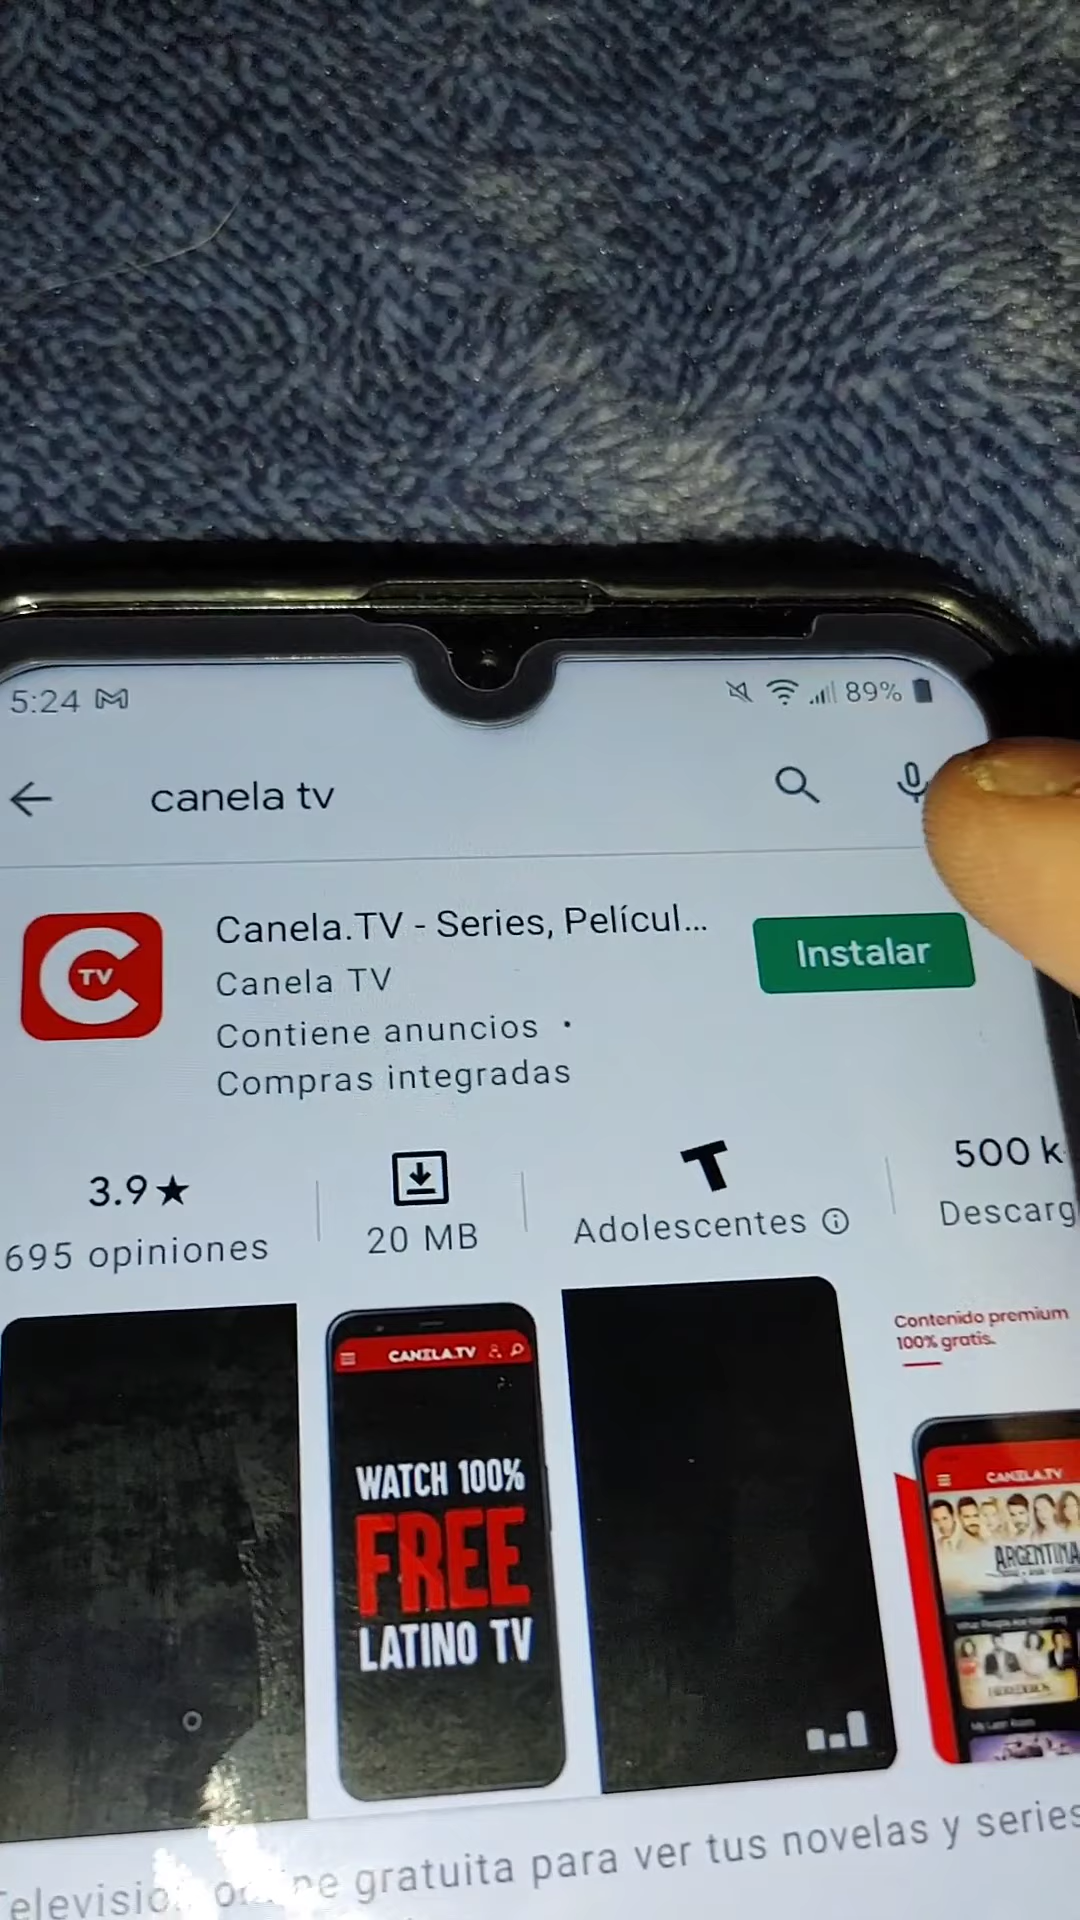 5:24 89%
canela tv
TV
Canela.TV - Series, Películ...
Canela TV
Instalar
Contiene anuncios •
Compras integradas
3.9★
695 opiniones
20 MB
T
Adolescentes
500 k
Descarg
CANELA.TV
WATCH 100%
FREE
LATINO TV
Contenido premium
100% gratis.
CANELA.TV
ARGENTINA
gratuita para ver tus novelas y series